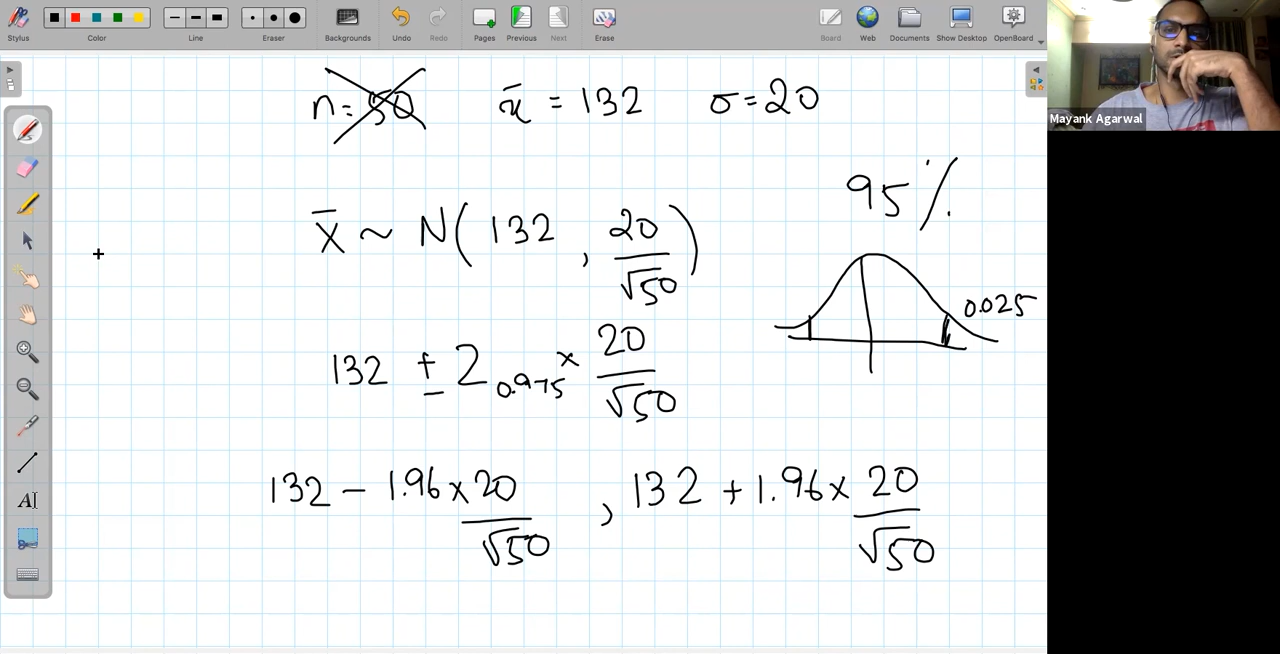 Stylus Color Line Eraser Backgrounds Undo Redo Pages Previous Next Erase Board Web Documents Show Desktop OpenBoard
Mayank Agarwal
n = 50 x̄ = 132 σ = 20
95%
X̄ ~ N(132, 20/√50)
0.025
132 ± Z0.975 × 20/√50
132 − 1.96 × 20/√50, 132 + 1.96 × 20/√50
AI